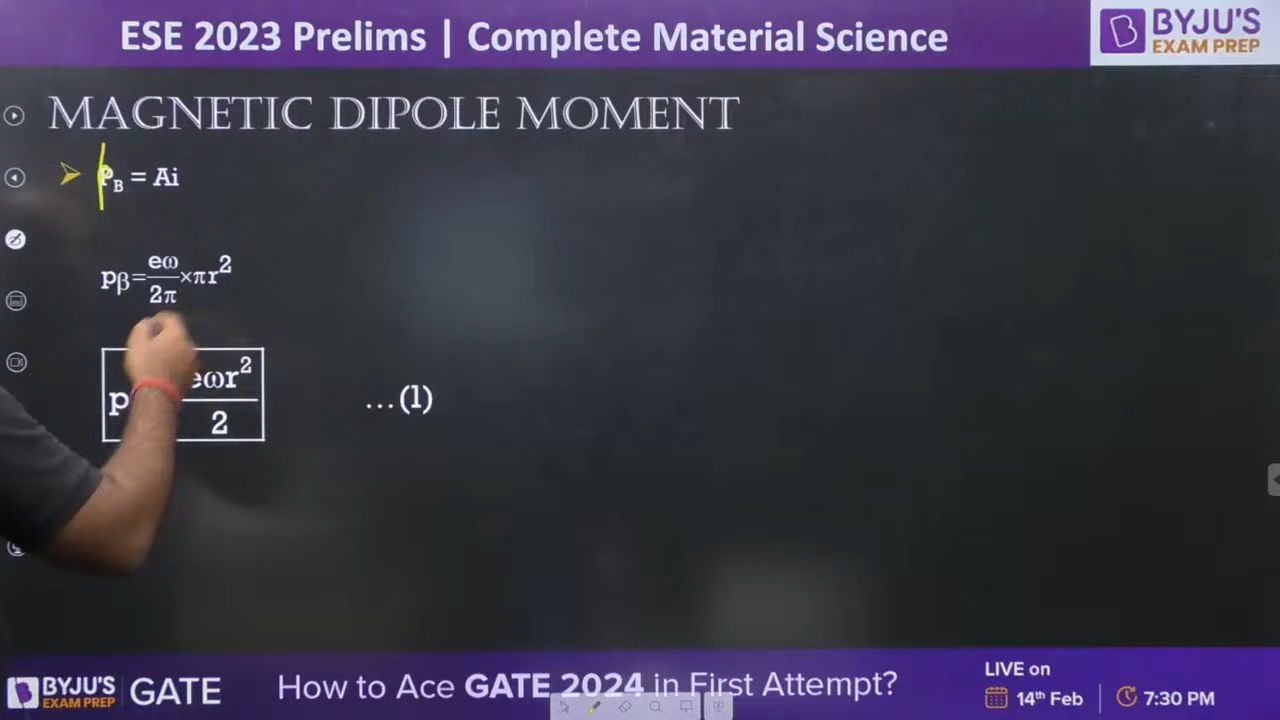 ESE 2023 Prelims | Complete Material Science
BYJU'S
EXAM PREP
MAGNETIC DIPOLE MOMENT
P_B = Ai
p_β = eω/2π × πr²
p eωr²/2 ...(1)
BYJU'S
EXAM PREP
GATE
How to Ace GATE 2024 in First Attempt?
LIVE on
14th Feb | 7:30 PM